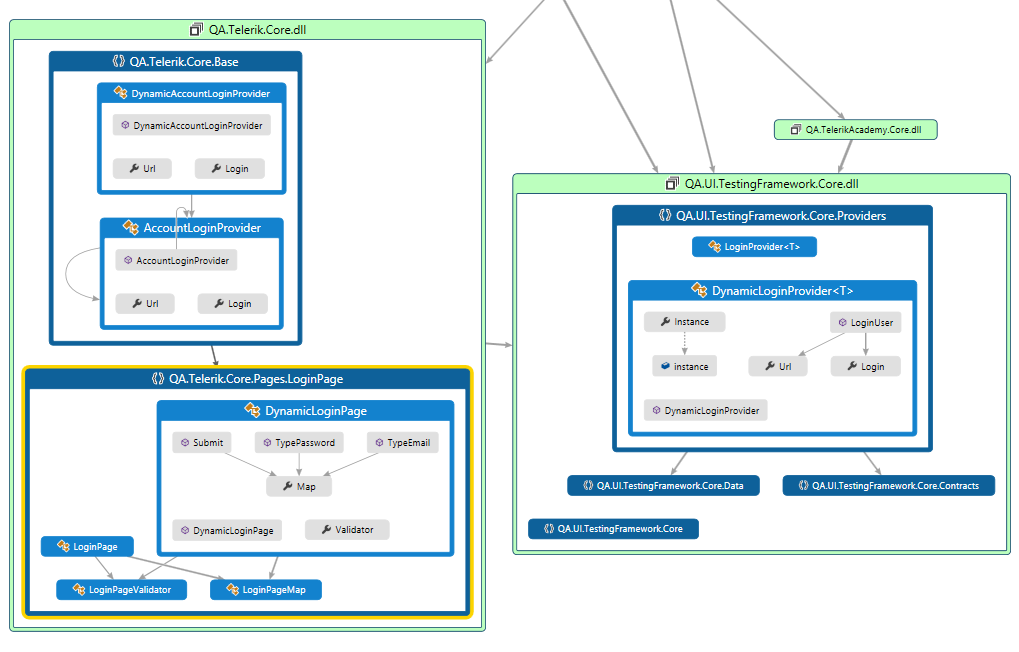 QA.Telerik.Core.dll
QA.Telerik.Core.Base
DynamicAccountLoginProvider
DynamicAccountLoginProvider
Url
Login
AccountLoginProvider
AccountLoginProvider
Url
Login
QA.Telerik.Core.Pages.LoginPage
DynamicLoginPage
Submit
TypePassword
TypeEmail
Map
DynamicLoginPage
Validator
LoginPage
LoginPageValidator
LoginPageMap
QA.TelerikAcademy.Core.dll
QA.UI.TestingFramework.Core.dll
QA.UI.TestingFramework.Core.Providers
LoginProvider<T>
DynamicLoginProvider<T>
Instance
LoginUser
instance
Url
Login
DynamicLoginProvider
QA.UI.TestingFramework.Core.Data
QA.UI.TestingFramework.Core.Contracts
QA.UI.TestingFramework.Core